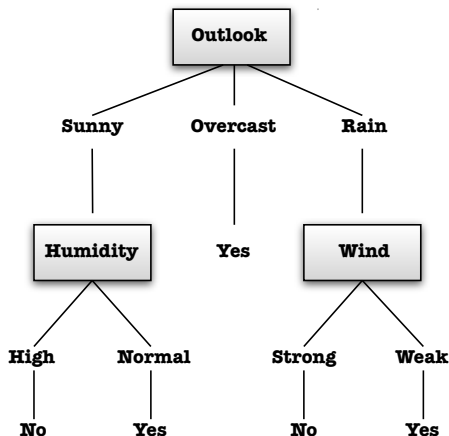 Outlook
Sunny Overcast Rain
Humidity Yes Wind
High Normal Strong Weak
No Yes No Yes